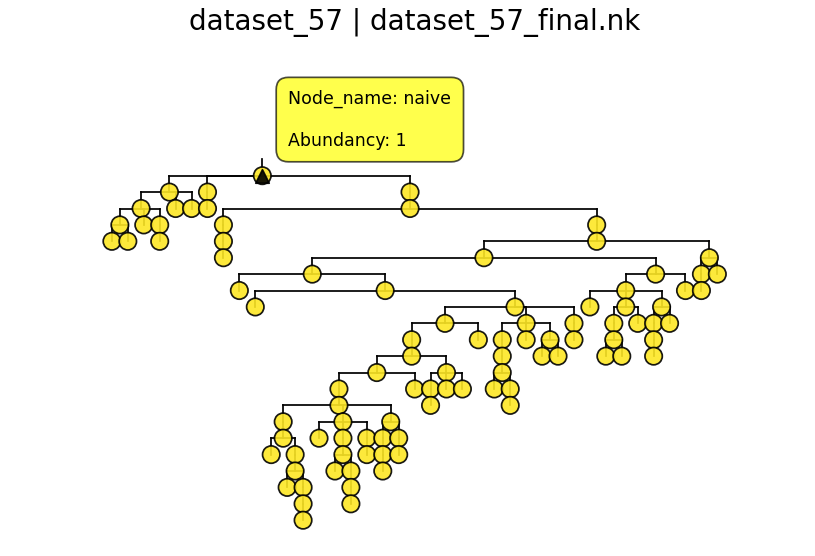 dataset_57 | dataset_57_final.nk
Node_name: naive
Abundancy: 1